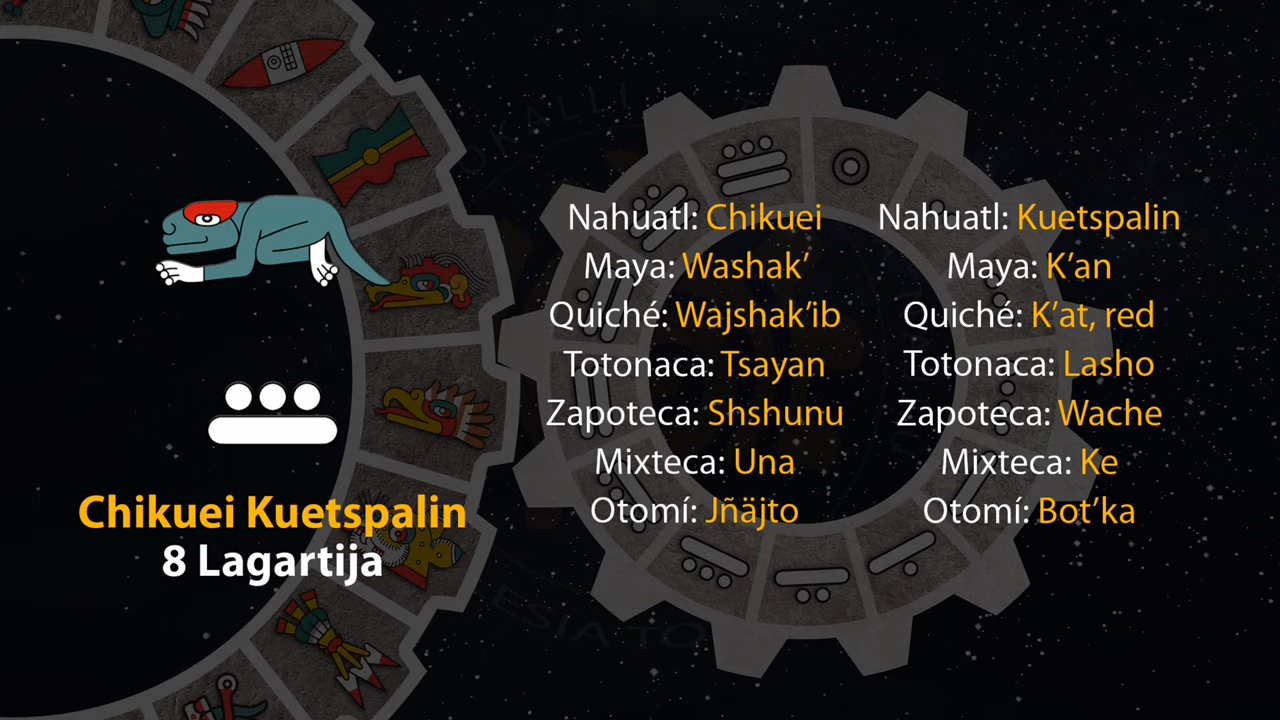 Nahuatl: Chikuei
Maya: Washak’
Quiché: Wajshak’ib
Totonaca: Tsayan
Zapoteca: Shshunu
Mixteca: Una
Otomí: Jñäjto
Nahuatl: Kuetspalin
Maya: K’an
Quiché: K’at, red
Totonaca: Lasho
Zapoteca: Wache
Mixteca: Ke
Otomí: Bot’ka
Chikuei Kuetspalin
8 Lagartija